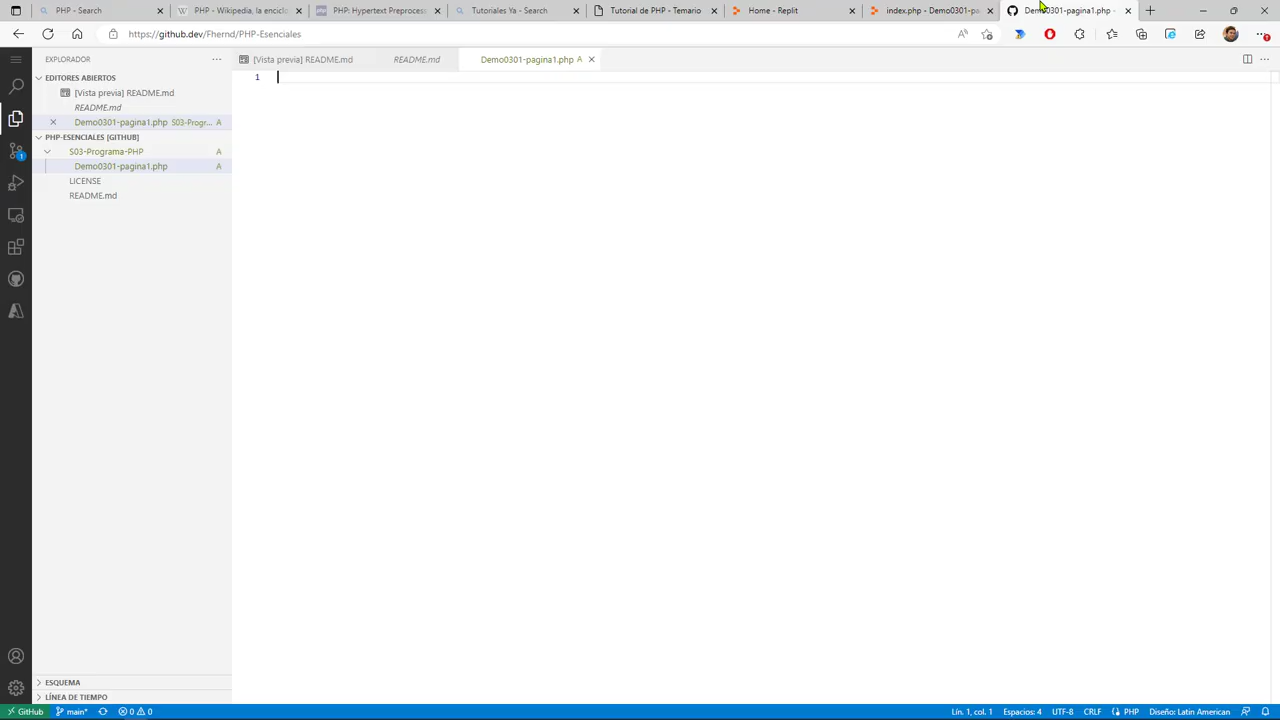 PHP - Search
PHP - Wikipedia, la enciclo
PHP: Hypertext Preprocess
Tutoriales Ya - Search
Tutorial de PHP - Temario
Home - Replit
index.php - Demo0301-pa
Demo0301-pagina1.php -
https://github.dev/Fhernd/PHP-Esenciales
EXPLORADOR
[Vista previa] README.md
README.md
Demo0301-pagina1.php A
EDITORES ABIERTOS
[Vista previa] README.md
README.md
Demo0301-pagina1.php S03-Progr... A
PHP-ESENCIALES [GITHUB]
S03-Programa-PHP A
Demo0301-pagina1.php A
LICENSE
README.md
1
1
ESQUEMA
LÍNEA DE TIEMPO
GitHub main* 0 0 Lín. 1, col. 1 Espacios: 4 UTF-8 CRLF PHP Diseño: Latin American